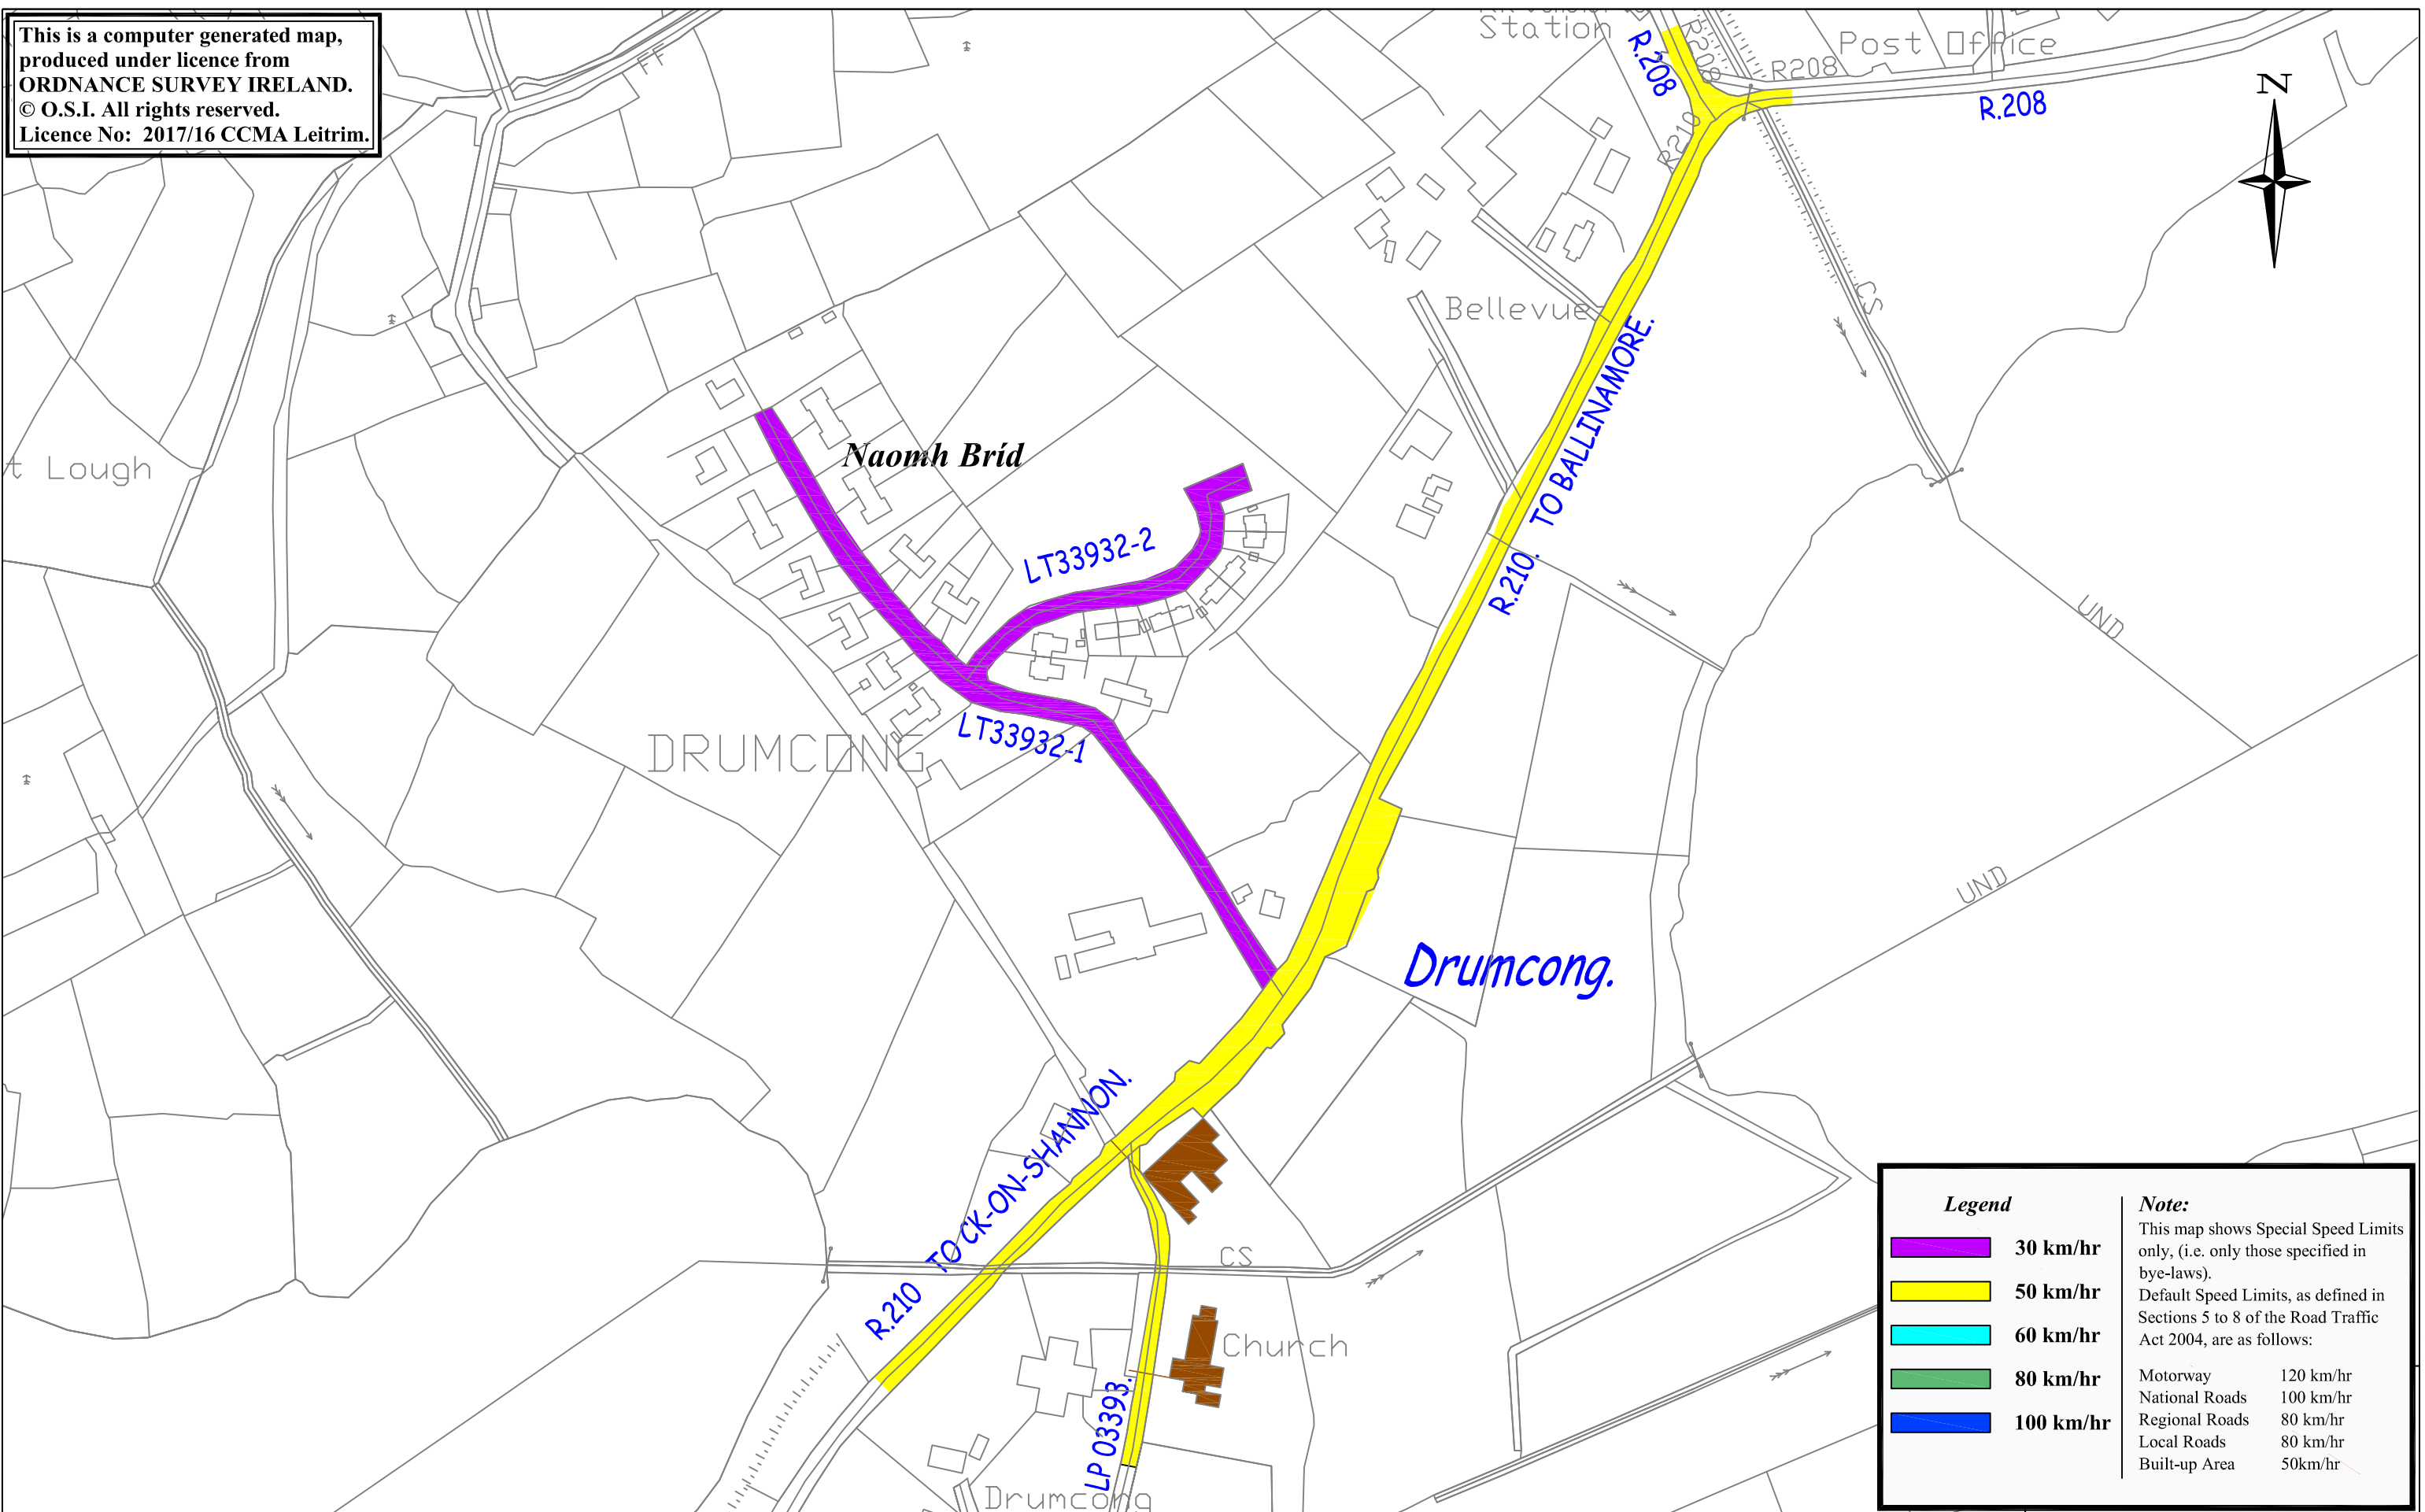 This is a computer generated map,
produced under licence from
ORDNANCE SURVEY IRELAND.
© O.S.I. All rights reserved.
Licence No: 2017/16 CCMA Leitrim.
FF
Station
R.208
R208
Post Office
R208
R.208
N
R210
CS
Bellevue
R.210. TO BALLINAMORE.
t Lough
Naomh Bríd
LT33932-2
UND
DRUMCONG
LT33932-1
UND
Drumcong.
R.210 TO CK-ON-SHANNON.
CS
Church
LP 03393.
Drumcong
Legend
30 km/hr
50 km/hr
60 km/hr
80 km/hr
100 km/hr
Note:
This map shows Special Speed Limits
only, (i.e. only those specified in
bye-laws).
Default Speed Limits, as defined in
Sections 5 to 8 of the Road Traffic
Act 2004, are as follows:
Motorway 120 km/hr
National Roads 100 km/hr
Regional Roads 80 km/hr
Local Roads 80 km/hr
Built-up Area 50km/hr